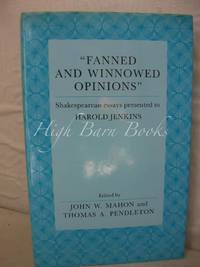 "FANNED
AND WINNOWED
OPINIONS"
Shakespearean essays presented to
HAROLD JENKINS
High Barn Books
Edited by
JOHN W. MAHON and
THOMAS A. PENDLETON